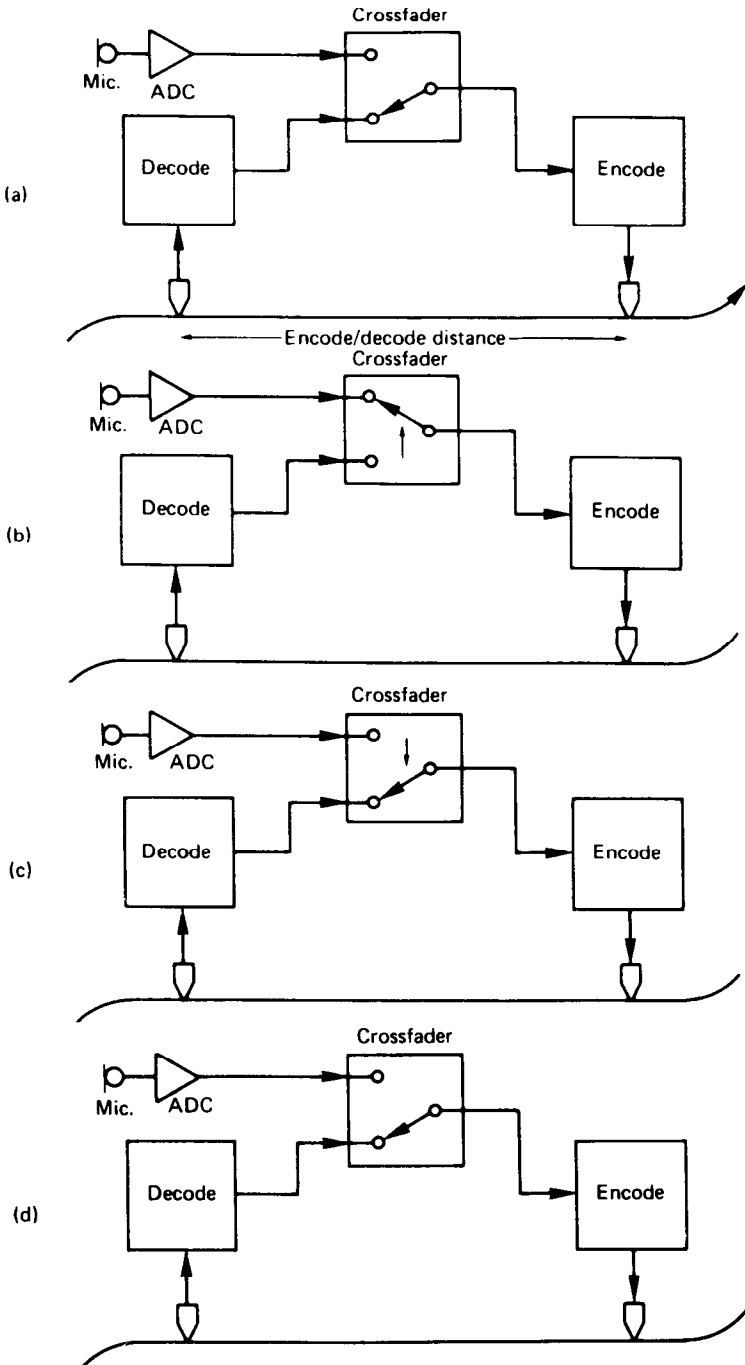 Crossfader
Mic.
ADC
Decode
Encode
(a)
Encode/decode distance
Crossfader
Mic.
ADC
Decode
Encode
(b)
Crossfader
Mic.
ADC
Decode
Encode
(c)
Crossfader
Mic.
ADC
Decode
Encode
(d)